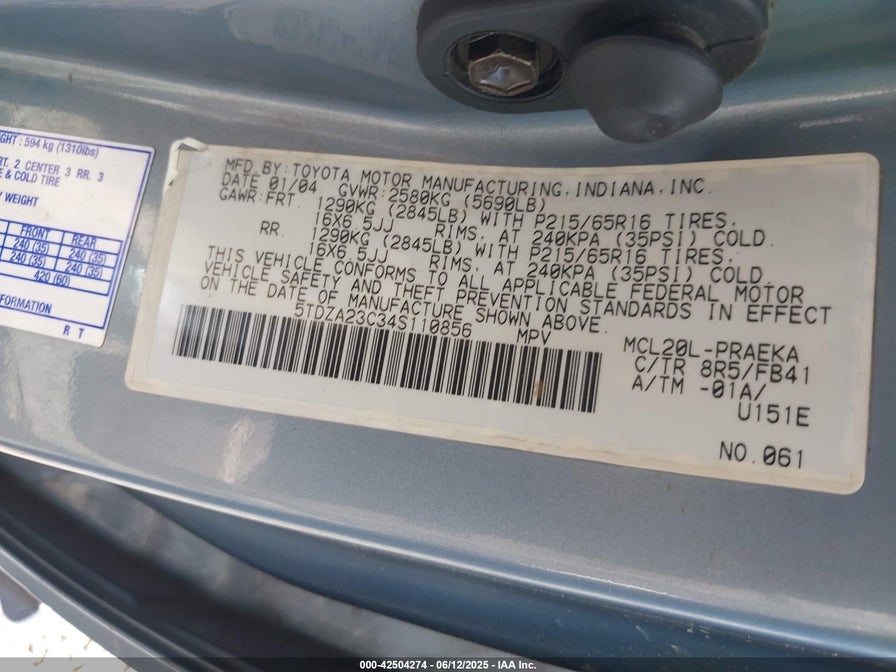 GHT : 594 kg (1310lbs)
RT. 2 CENTER 3 RR. 3
E & COLD TIRE
Y WEIGHT
FRONT REAR
240 (35) 240 (35)
240 (35) 240 (35)
420 (60)
FORMATION
R T
MFD. BY: TOYOTA MOTOR MANUFACTURING, INDIANA, INC.
DATE 01/04 GVWR: 2580KG (5690LB)
GAWR: FRT. 1290KG (2845LB) WITH P215/65R16 TIRES,
16X6.5JJ RIMS, AT 240KPA (35PSI) COLD.
RR. 1290KG (2845LB) WITH P215/65R16 TIRES,
16X6.5JJ RIMS, AT 240KPA (35PSI) COLD.
THIS VEHICLE CONFORMS TO ALL APPLICABLE FEDERAL MOTOR
VEHICLE SAFETY AND THEFT PREVENTION STANDARDS IN EFFECT
ON THE DATE OF MANUFACTURE SHOWN ABOVE.
5TDZA23C34S110856 MPV
MCL20L-PRAEKA
C/TR 8R5/FB41
A/TM -01A/
U151E
NO. 061
000-42504274 - 06/12/2025 - IAA Inc.